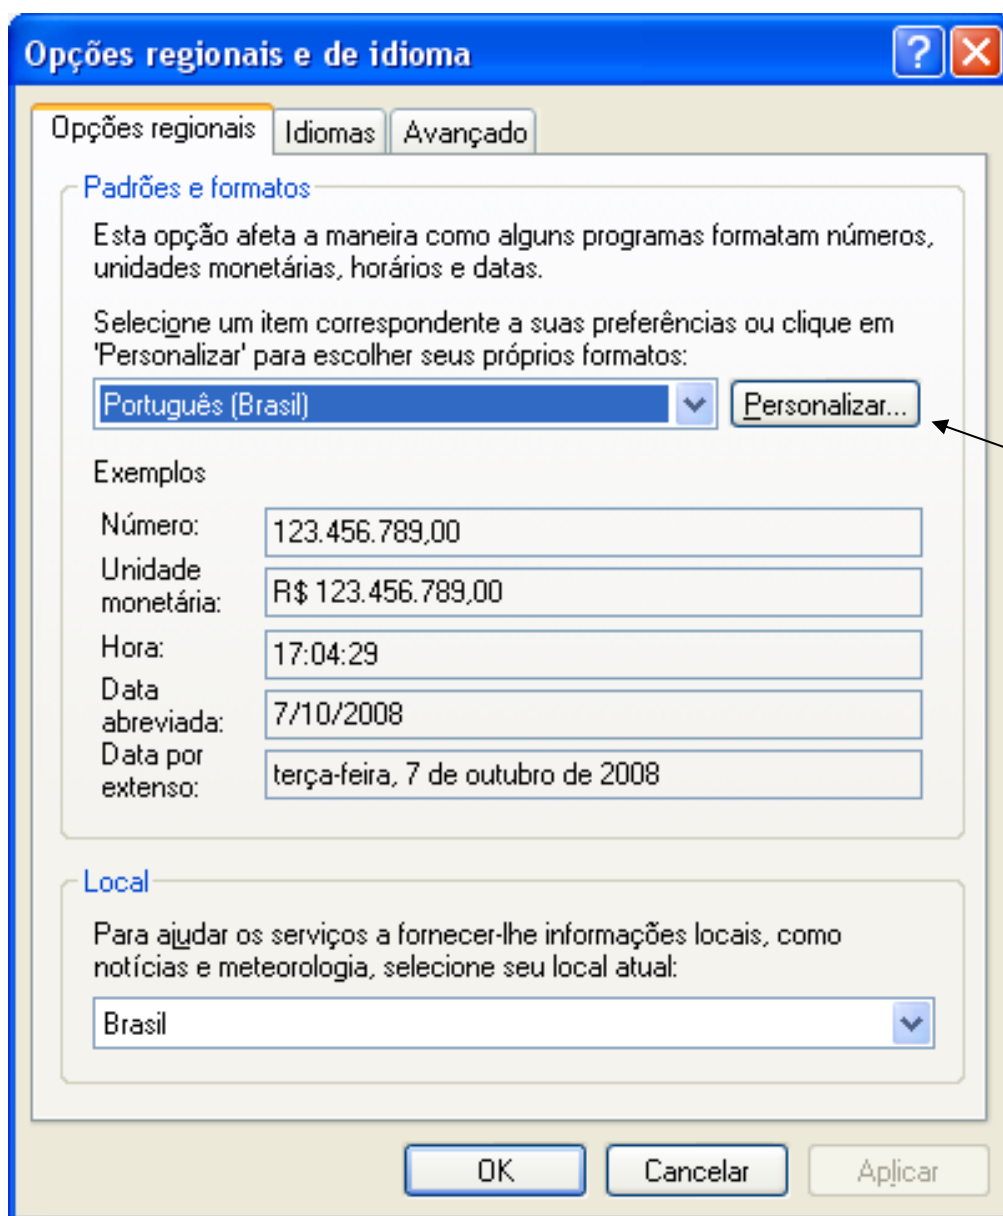 Opções regionais e de idioma
Opções regionais Idiomas Avançado
Padrões e formatos
Esta opção afeta a maneira como alguns programas formatam números,
unidades monetárias, horários e datas.
Selecione um item correspondente a suas preferências ou clique em
'Personalizar' para escolher seus próprios formatos:
Português (Brasil) Personalizar...
Exemplos
Número: 123.456.789,00
Unidade
monetária: R$ 123.456.789,00
Hora: 17:04:29
Data
abreviada: 7/10/2008
Data por
extenso: terça-feira, 7 de outubro de 2008
Local
Para ajudar os serviços a fornecer-lhe informações locais, como
notícias e meteorologia, selecione seu local atual:
Brasil
OK Cancelar Aplicar